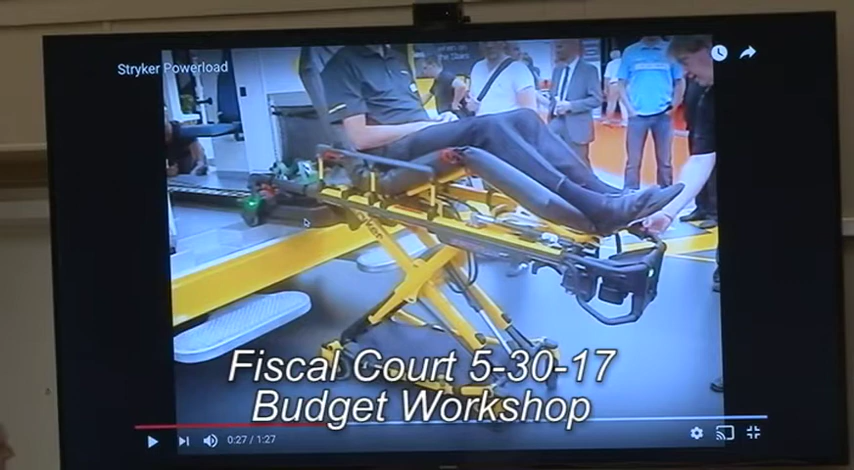 Stryker Powerload
Fiscal Court 5-30-17
Budget Workshop
0:27 / 1:27